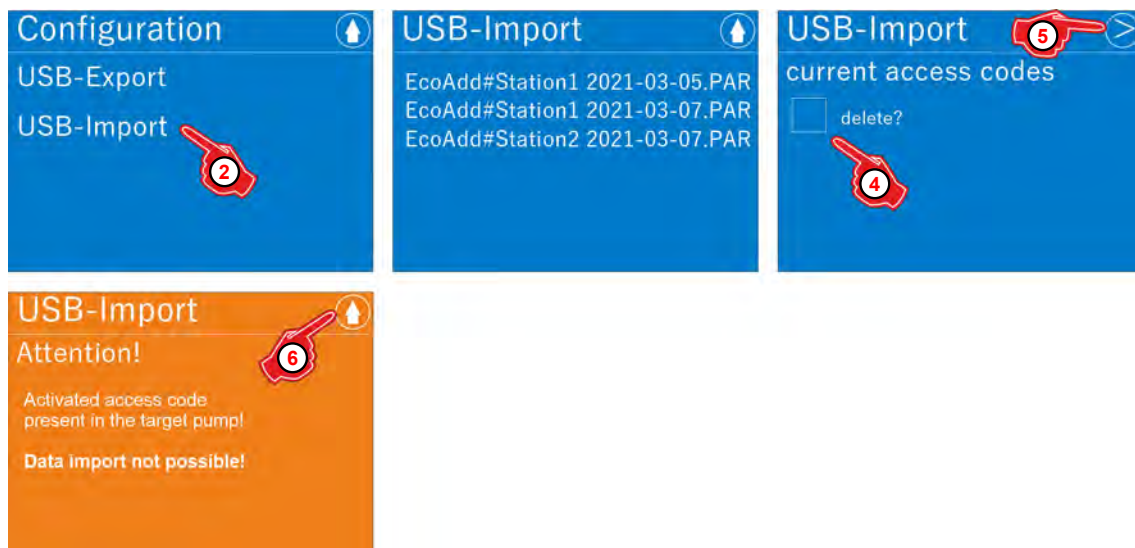 Configuration
USB-Export
USB-Import
2
USB-Import
EcoAdd#Station1 2021-03-05.PAR
EcoAdd#Station1 2021-03-07.PAR
EcoAdd#Station2 2021-03-07.PAR
USB-Import
5
>
current access codes
delete?
4
USB-Import
Attention!
6
Activated access code
present in the target pump!
Data import not possible!